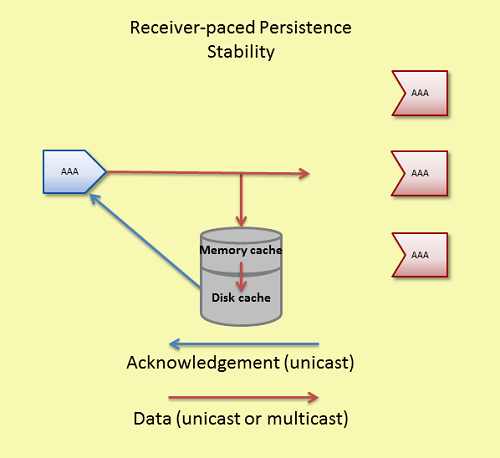 Receiver-paced Persistence
Stability
AAA
AAA
AAA
AAA
Memory cache
Disk cache
Acknowledgement (unicast)
Data (unicast or multicast)